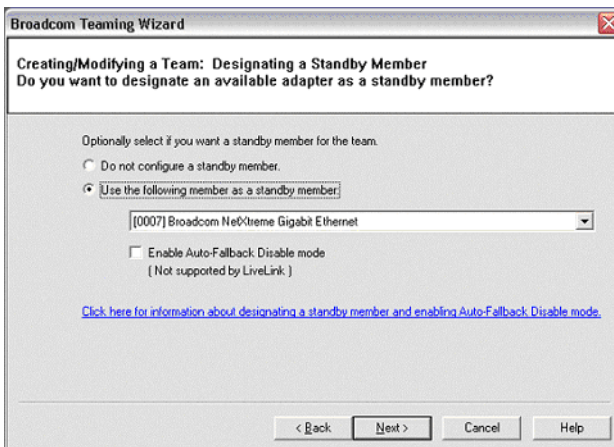 Broadcom Teaming Wizard
Creating/Modifying a Team: Designating a Standby Member
Do you want to designate an available adapter as a standby member?
Optionally select if you want a standby member for the team.
Do not configure a standby member.
Use the following member as a standby member:
[0007] Broadcom NetXtreme Gigabit Ethernet
Enable Auto-Fallback Disable mode
( Not supported by LiveLink )
Click here for information about designating a standby member and enabling Auto-Fallback Disable mode.
< Back
Next >
Cancel
Help